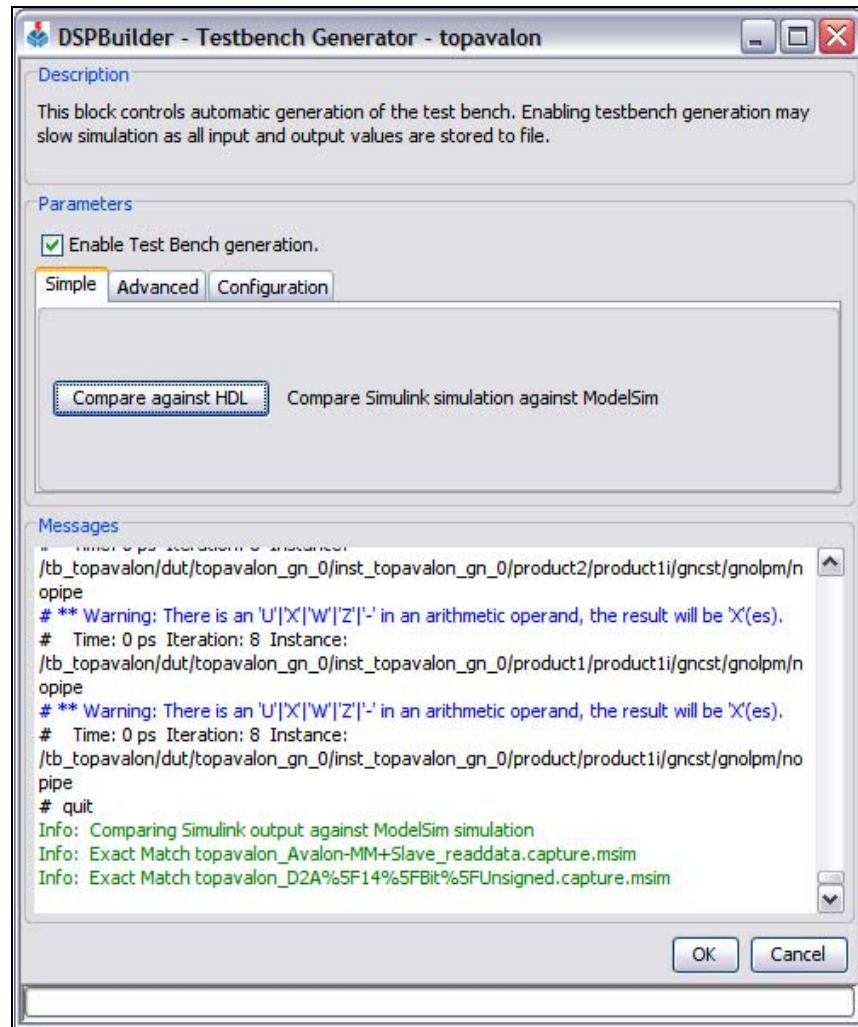 DSPBuilder - Testbench Generator - topavalon
Description
This block controls automatic generation of the test bench. Enabling testbench generation may
slow simulation as all input and output values are stored to file.
Parameters
Enable Test Bench generation.
Simple Advanced Configuration
Compare against HDL Compare Simulink simulation against ModelSim
Messages
# Time: 0 ps Iteration: 8 Instance:
/tb_topavalon/dut/topavalon_gn_0/inst_topavalon_gn_0/product2/product1i/gncst/gnolpm/n
opipe
# ** Warning: There is an 'U'|'X'|'W'|'Z'|'-' in an arithmetic operand, the result will be 'X'(es).
# Time: 0 ps Iteration: 8 Instance:
/tb_topavalon/dut/topavalon_gn_0/inst_topavalon_gn_0/product1/product1i/gncst/gnolpm/n
opipe
# ** Warning: There is an 'U'|'X'|'W'|'Z'|'-' in an arithmetic operand, the result will be 'X'(es).
# Time: 0 ps Iteration: 8 Instance:
/tb_topavalon/dut/topavalon_gn_0/inst_topavalon_gn_0/product/product1i/gncst/gnolpm/no
pipe
# quit
Info: Comparing Simulink output against ModelSim simulation
Info: Exact Match topavalon_Avalon-MM+Slave_readdata.capture.msim
Info: Exact Match topavalon_D2A%5F14%5FBit%5FUnsigned.capture.msim
OK Cancel